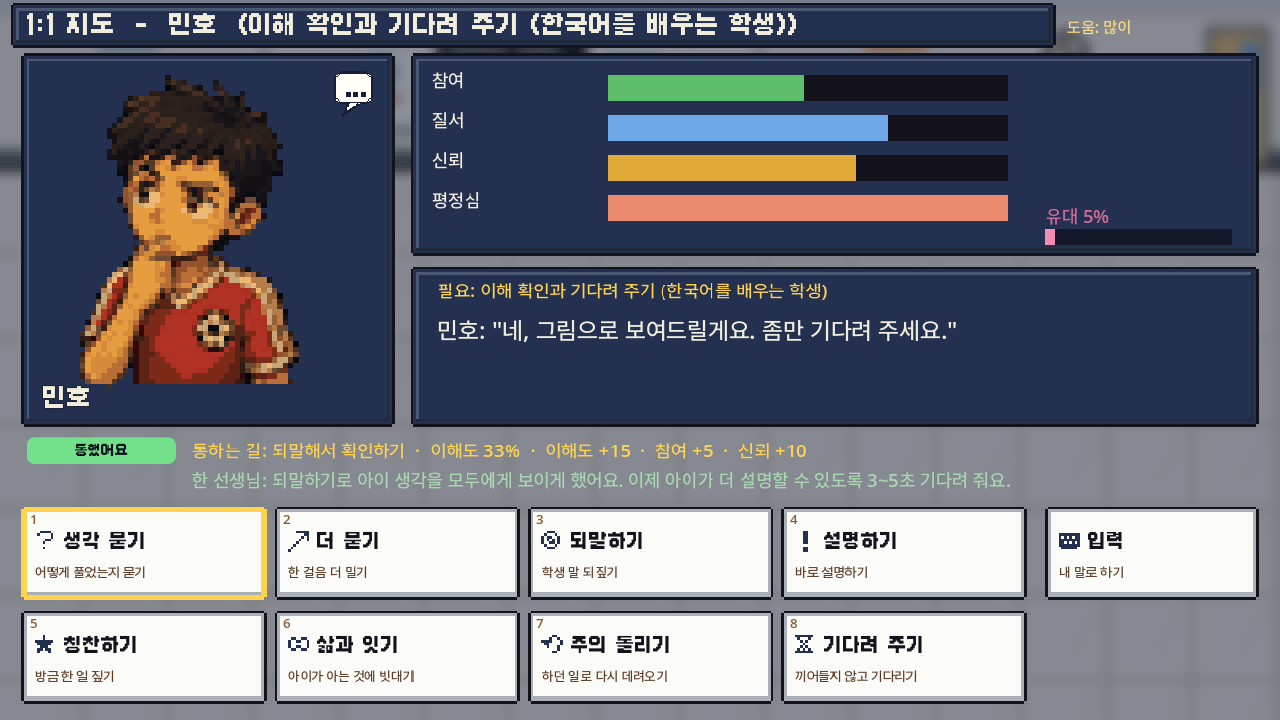 1:1 지도 - 민호 (이해 확인과 기다려 주기 (한국어를 배우는 학생))
도움: 많이
...
민호
참여
질서
신뢰
평정심
유대 5%
필요: 이해 확인과 기다려 주기 (한국어를 배우는 학생)
민호: "네, 그림으로 보여드릴게요. 좀만 기다려 주세요."
통했어요
통하는 길: 되말해서 확인하기 · 이해도 33% · 이해도 +15 · 참여 +5 · 신뢰 +10
한 선생님: 되말하기로 아이 생각을 모두에게 보이게 했어요. 이제 아이가 더 설명할 수 있도록 3~5초 기다려 줘요.
1
? 생각 묻기
어떻게 풀었는지 묻기
2
더 묻기
한 걸음 더 밀기
3
되말하기
학생 말 되짚기
4
! 설명하기
바로 설명하기
입력
내 말로 하기
5
칭찬하기
방금 한 일 짚기
6
삶과 잇기
아이가 아는 것에 빗대기
7
주의 돌리기
하던 일로 다시 데려오기
8
기다려 주기
끼어들지 않고 기다리기